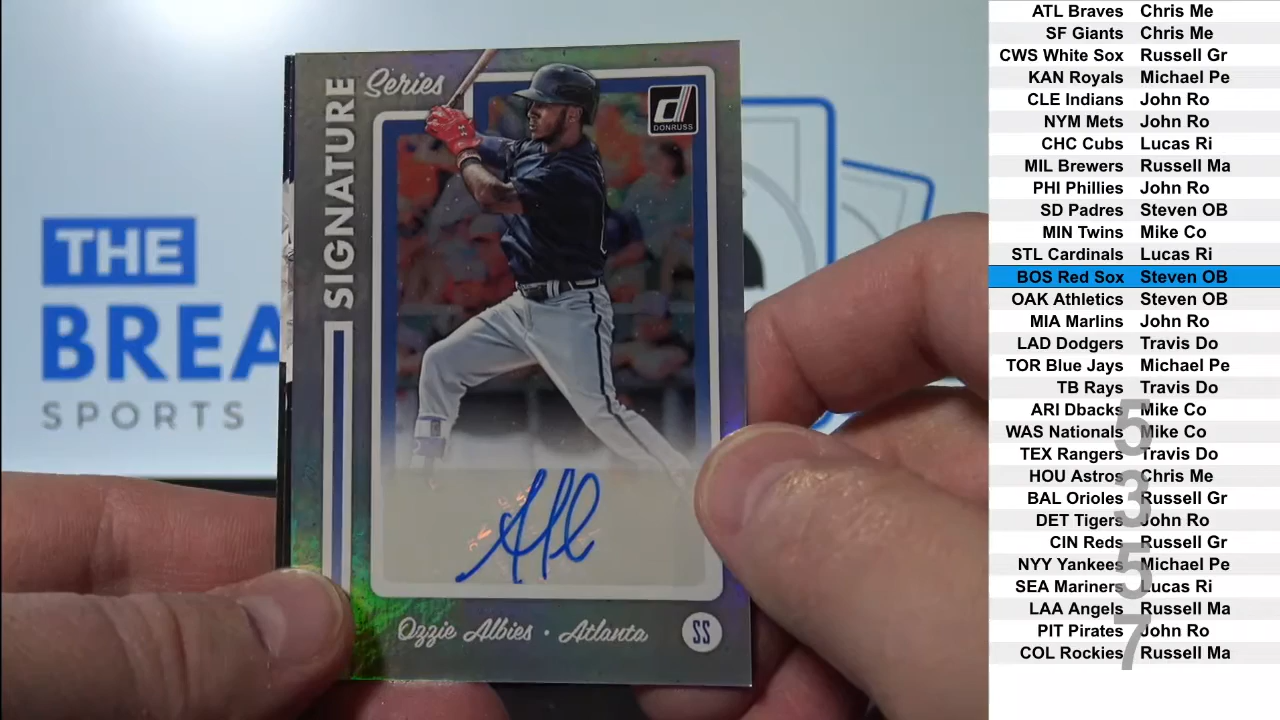 THE
BREA
SPORTS
SIGNATURE
Series
DONRUSS
Ozzie Albies • Atlanta
SS
ATL Braves Chris Me
SF Giants Chris Me
CWS White Sox Russell Gr
KAN Royals Michael Pe
CLE Indians John Ro
NYM Mets John Ro
CHC Cubs Lucas Ri
MIL Brewers Russell Ma
PHI Phillies John Ro
SD Padres Steven OB
MIN Twins Mike Co
STL Cardinals Lucas Ri
BOS Red Sox Steven OB
OAK Athletics Steven OB
MIA Marlins John Ro
LAD Dodgers Travis Do
TOR Blue Jays Michael Pe
TB Rays Travis Do
ARI Dbacks Mike Co
WAS Nationals Mike Co
TEX Rangers Travis Do
HOU Astros Chris Me
BAL Orioles Russell Gr
DET Tigers John Ro
CIN Reds Russell Gr
NYY Yankees Michael Pe
SEA Mariners Lucas Ri
LAA Angels Russell Ma
PIT Pirates John Ro
COL Rockies Russell Ma
5
3
5
7